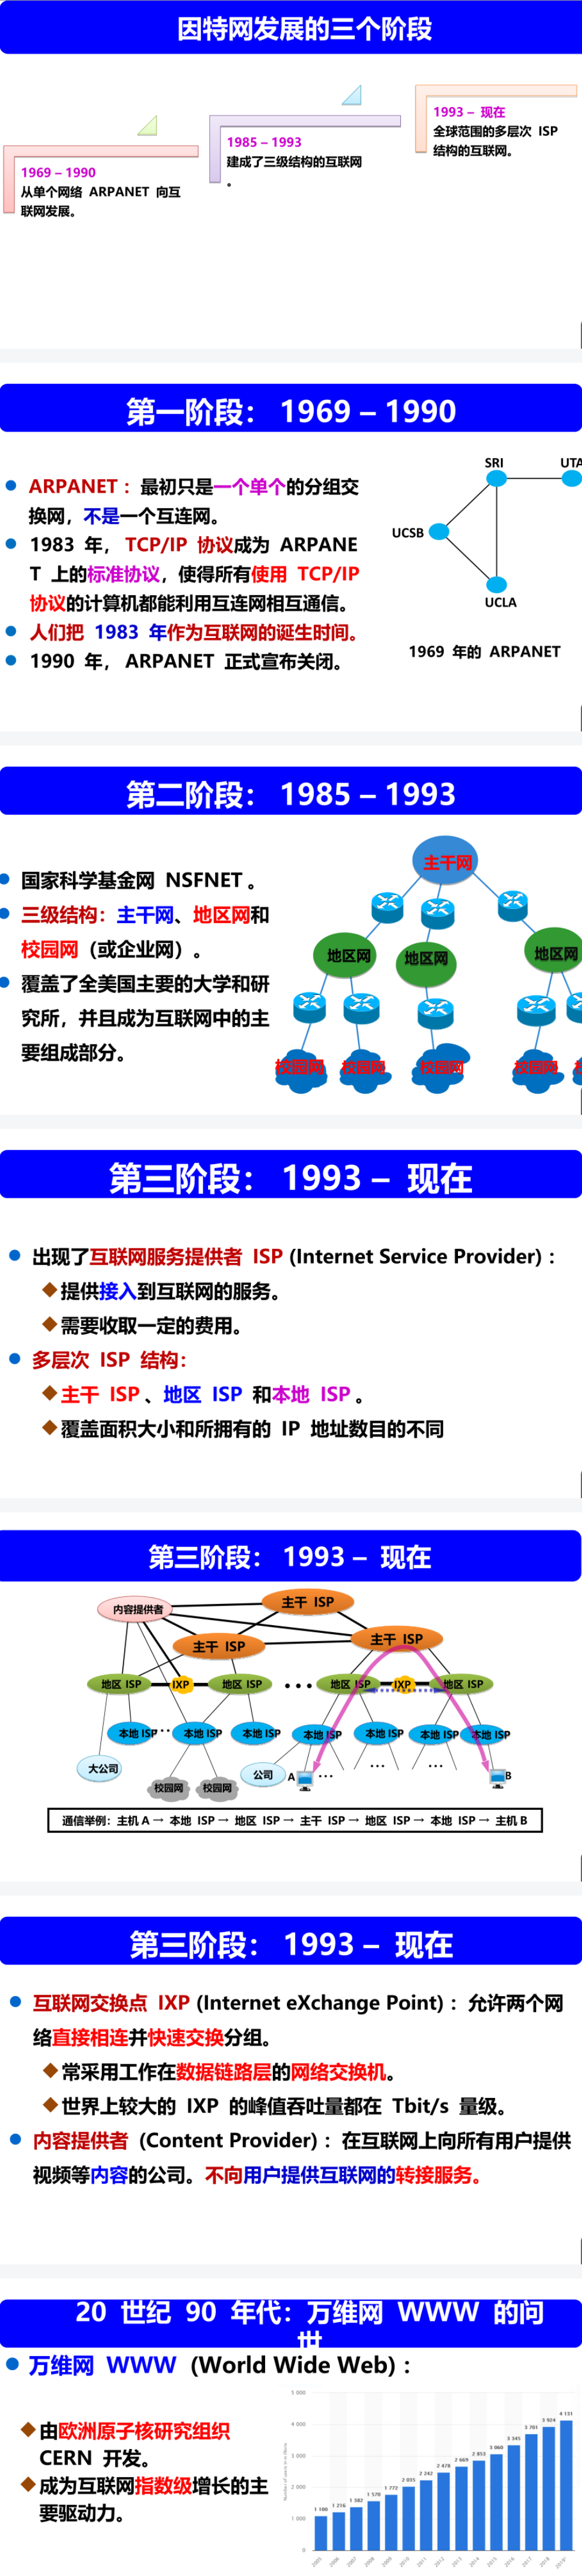 因特网发展的三个阶段
1993 – 现在
全球范围的多层次 ISP
结构的互联网。
1985 – 1993
建成了三级结构的互联网
。
1969 – 1990
从单个网络 ARPANET 向互
联网发展。
第一阶段： 1969 – 1990
ARPANET ：最初只是一个单个的分组交
换网，不是一个互连网。
1983 年， TCP/IP 协议成为 ARPANE
T 上的标准协议，使得所有使用 TCP/IP
协议的计算机都能利用互连网相互通信。
人们把 1983 年作为互联网的诞生时间。
1990 年， ARPANET 正式宣布关闭。
SRI
UTA
UCSB
UCLA
1969 年的 ARPANET
第二阶段： 1985 – 1993
国家科学基金网 NSFNET 。
三级结构：主干网、地区网和
校园网（或企业网）。
覆盖了全美国主要的大学和研
究所，并且成为互联网中的主
要组成部分。
主干网
地区网 地区网 地区网
校园网 校园网 校园网 校园网
第三阶段： 1993 – 现在
出现了互联网服务提供者 ISP (Internet Service Provider) ：
提供接入到互联网的服务。
需要收取一定的费用。
多层次 ISP 结构：
主干 ISP 、地区 ISP 和本地 ISP 。
覆盖面积大小和所拥有的 IP 地址数目的不同
第三阶段： 1993 – 现在
内容提供者
主干 ISP
主干 ISP
主干 ISP
地区 ISP IXP 地区 ISP • • • 地区 ISP IXP 地区 ISP
本地 ISP … 本地 ISP 本地 ISP 本地 ISP 本地 ISP 本地 ISP 本地 ISP
大公司
校园网 校园网
公司
A … … … B
通信举例：主机 A → 本地 ISP → 地区 ISP → 主干 ISP → 地区 ISP → 本地 ISP → 主机 B
第三阶段： 1993 – 现在
互联网交换点 IXP (Internet eXchange Point) ：允许两个网
络直接相连并快速交换分组。
常采用工作在数据链路层的网络交换机。
世界上较大的 IXP 的峰值吞吐量都在 Tbit/s 量级。
内容提供者 (Content Provider) ：在互联网上向所有用户提供
视频等内容的公司。不向用户提供互联网的转接服务。
20 世纪 90 年代：万维网 WWW 的问
世
万维网 WWW (World Wide Web) ：
由欧洲原子核研究组织
CERN 开发。
成为互联网指数级增长的主
要驱动力。
5 000
4 000
3 000
2 000
1 000
0
1 100 1 216 1 382 1 570 1 772 2 035 2 242 2 478 2 669 2 853 3 060 3 345 3 701 3 924 4 131
2005 2006 2007 2008 2009 2010 2011 2012 2013 2014 2015 2016 2017 2018 2019*